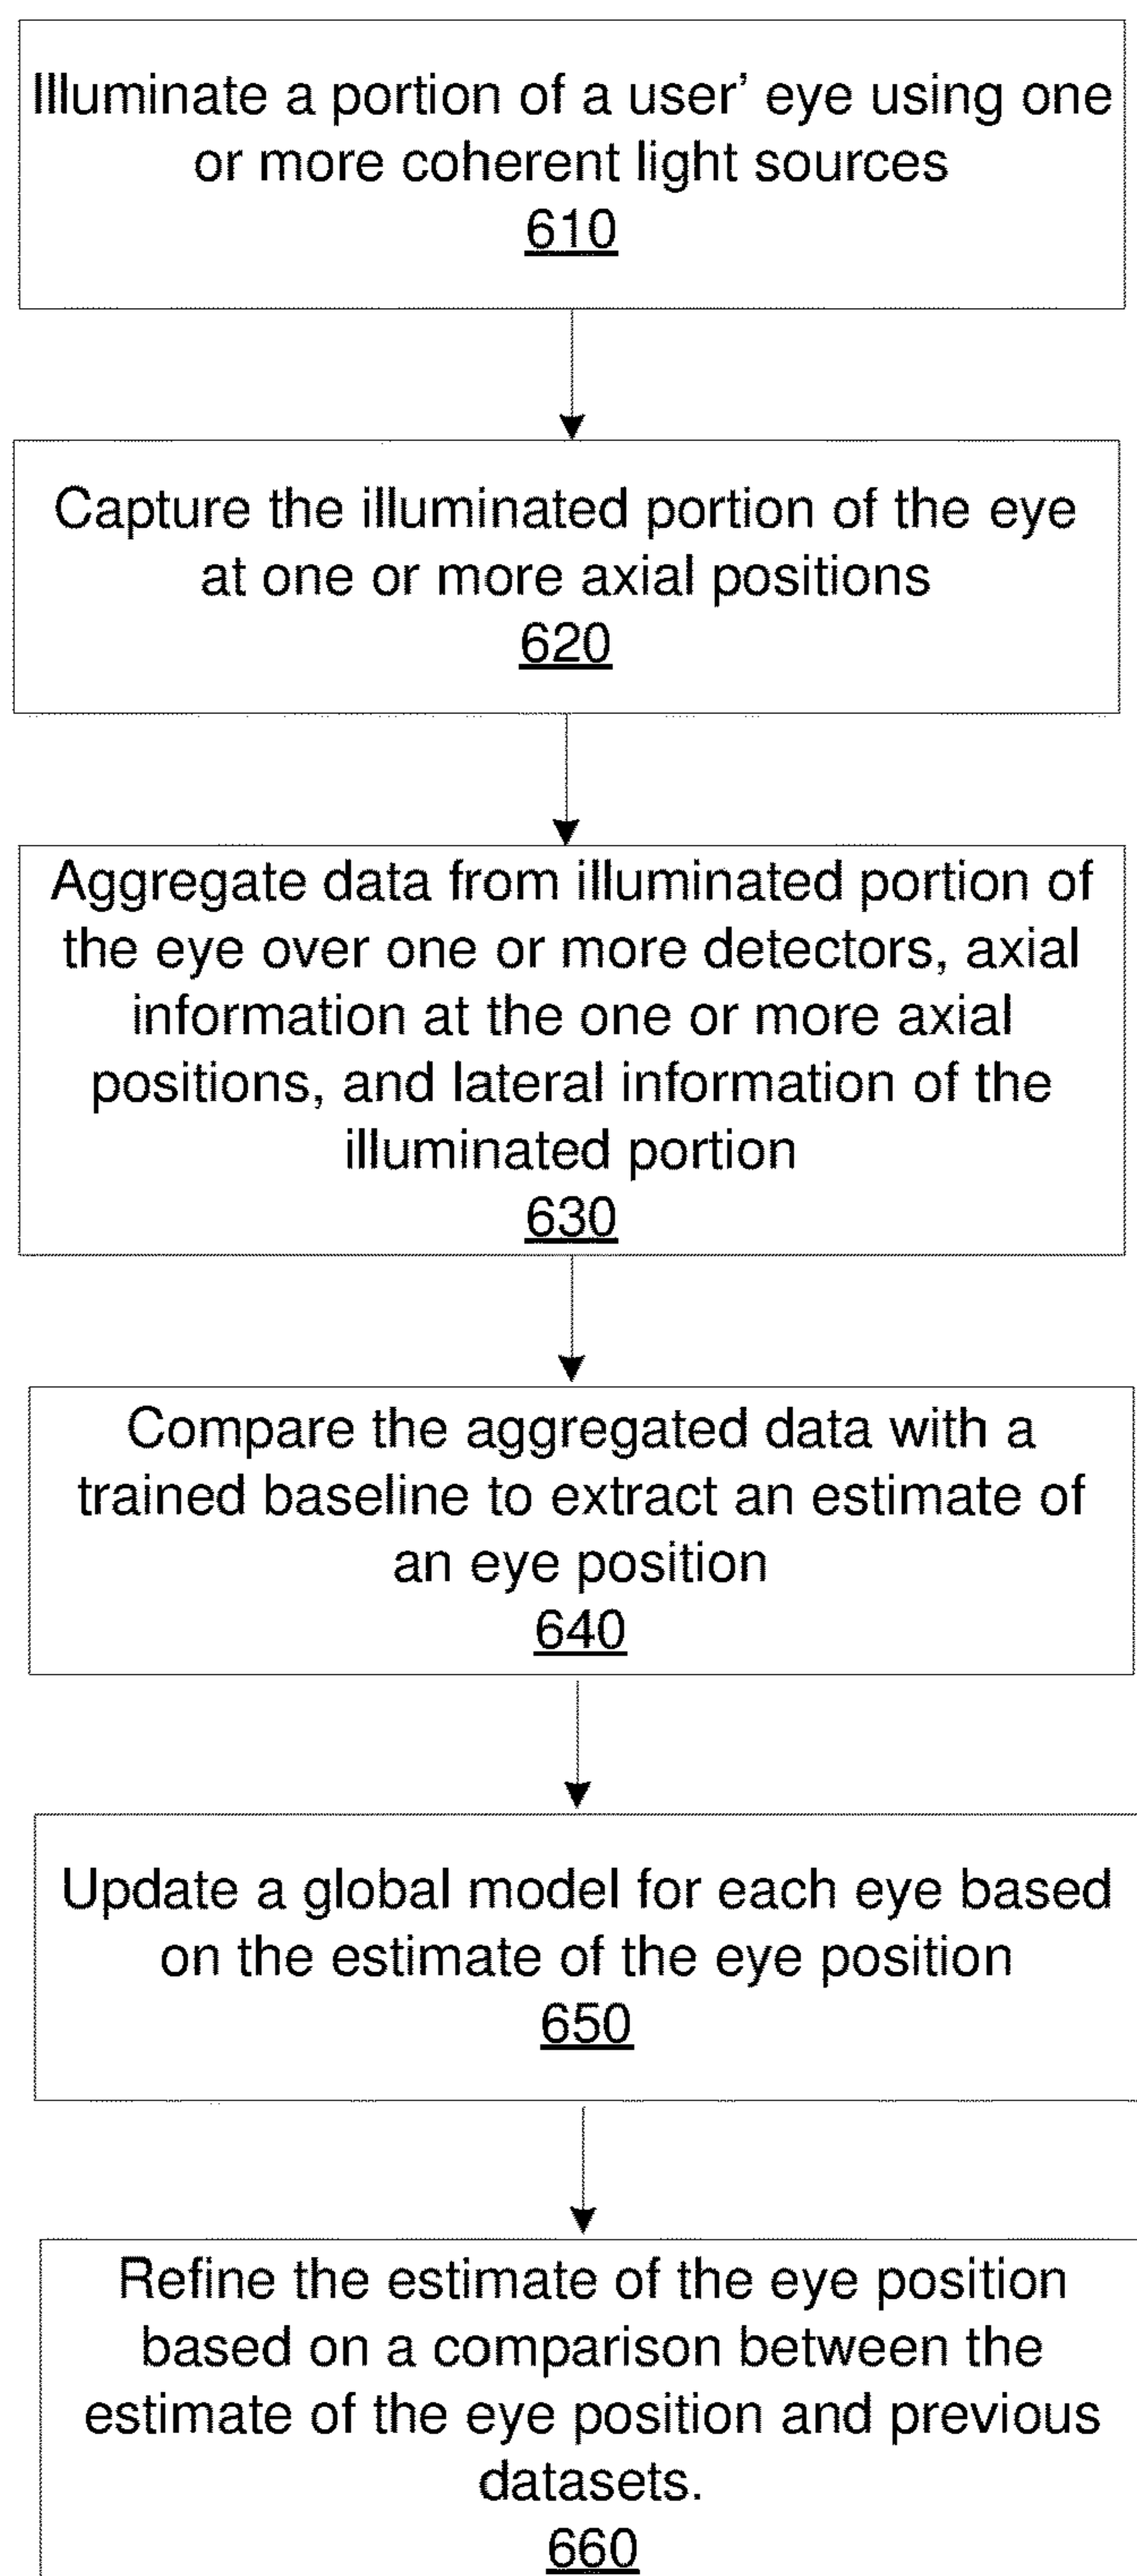 Illuminate a portion of a user' eye using one
or more coherent light sources
610
Capture the illuminated portion of the eye
at one or more axial positions
620
Aggregate data from illuminated portion of
the eye over one or more detectors, axial
information at the one or more axial
positions, and lateral information of the
illuminated portion
630
Compare the aggregated data with a
trained baseline to extract an estimate of
an eye position
640
Update a global model for each eye based
on the estimate of the eye position
650
Refine the estimate of the eye position
based on a comparison between the
estimate of the eye position and previous
datasets.
660